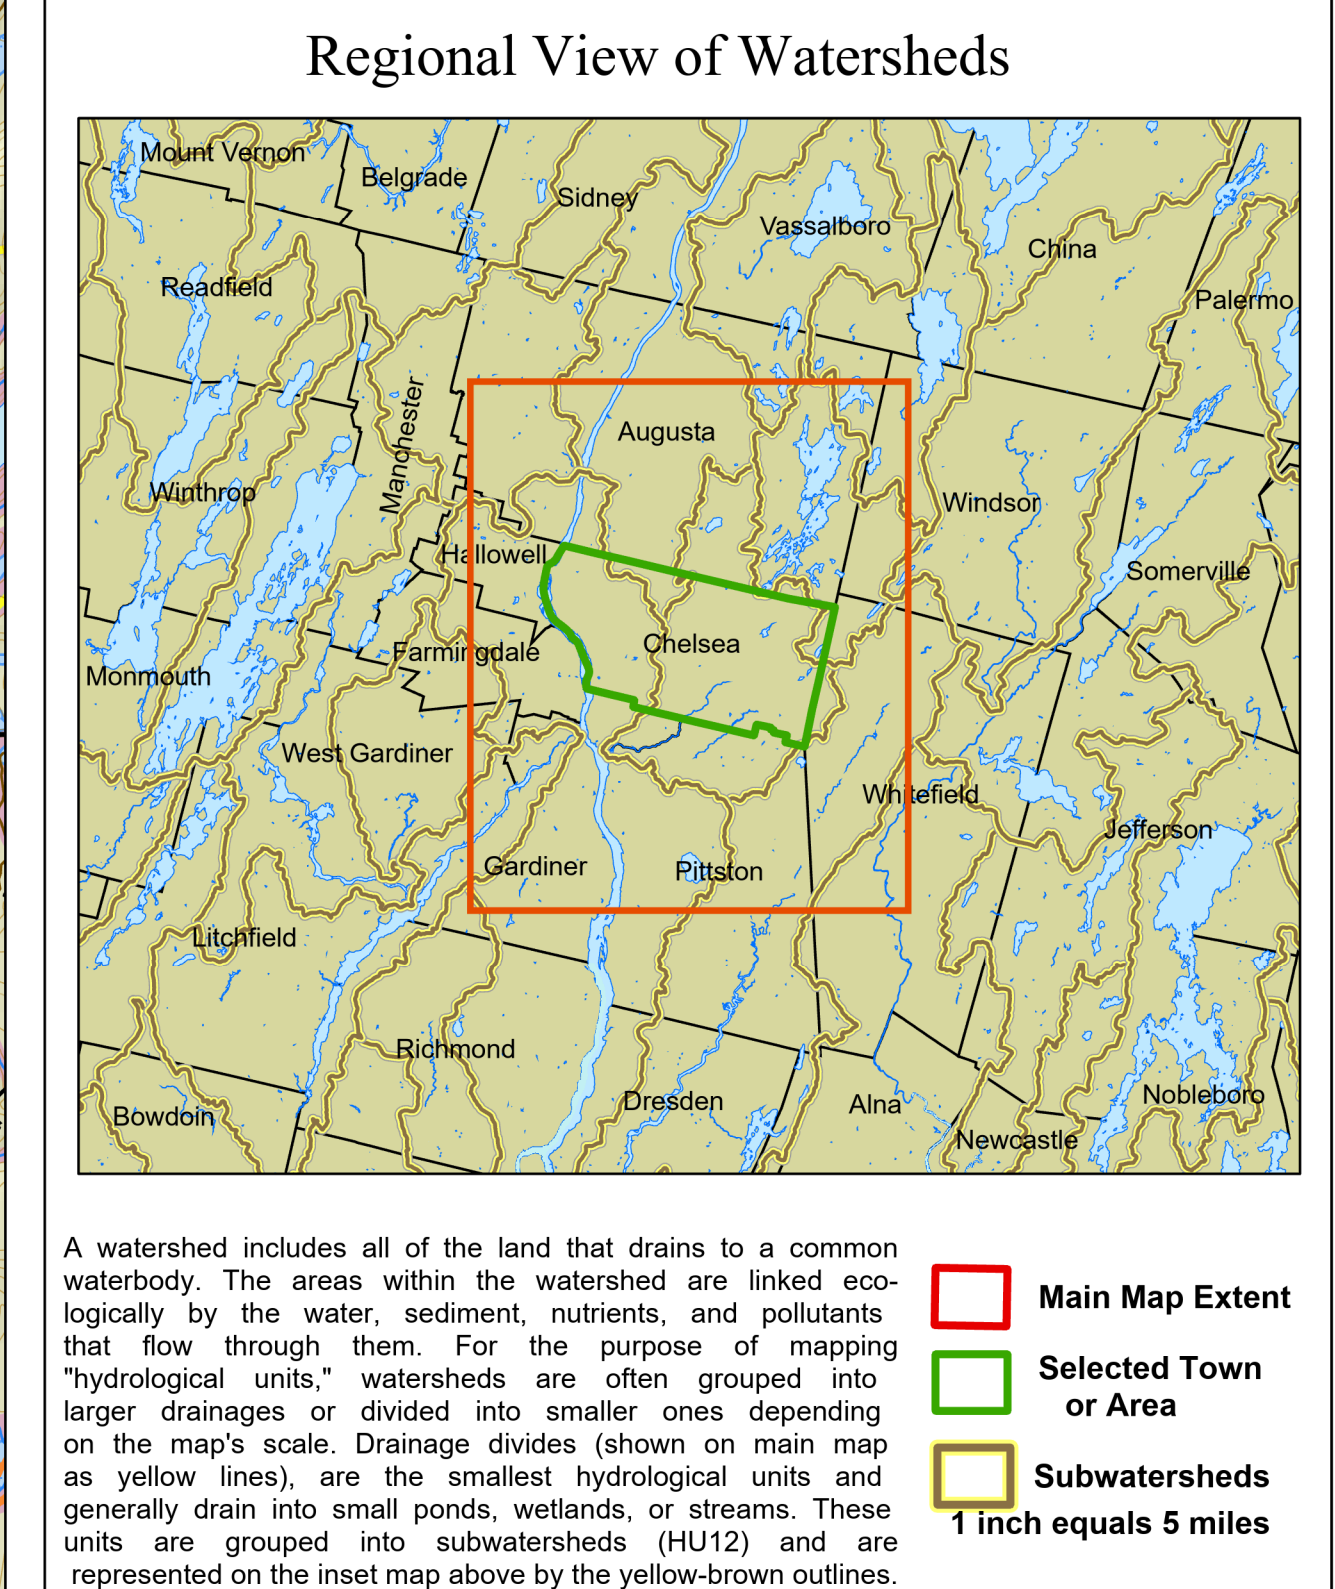 Regional View of Watersheds
Mount Vernon
Belgrade
Sidney
Vassalboro
China
Readfield
Palermo
Manchester
Augusta
Winthrop
Windsor
Hallowell
Somerville
Chelsea
Farmingdale
Monmouth
West Gardiner
Whitefield
Jefferson
Gardiner
Pittston
Litchfield
Richmond
Dresden
Alna
Nobleboro
Bowdoin
Newcastle
A watershed includes all of the land that drains to a common
waterbody. The areas within the watershed are linked eco-
logically by the water, sediment, nutrients, and pollutants
that flow through them. For the purpose of mapping
"hydrological units," watersheds are often grouped into
larger drainages or divided into smaller ones depending
on the map's scale. Drainage divides (shown on main map
as yellow lines), are the smallest hydrological units and
generally drain into small ponds, wetlands, or streams. These
units are grouped into subwatersheds (HU12) and are
represented on the inset map above by the yellow-brown outlines.
Main Map Extent
Selected Town
or Area
Subwatersheds
1 inch equals 5 miles